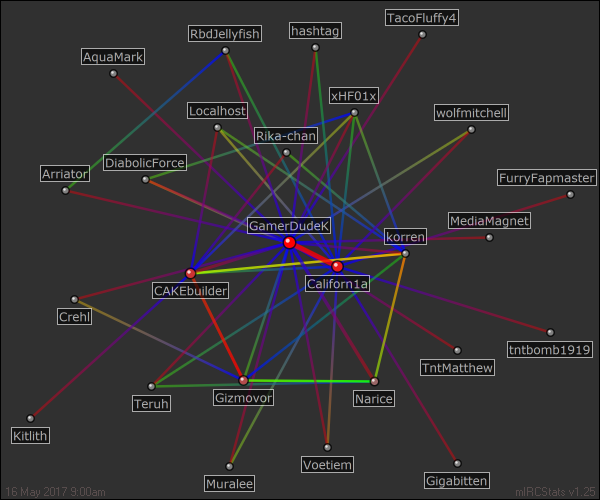 TacoFluffy4
hashtag
RbdJellyfish
AquaMark
xHF01x
Localhost
wolfmitchell
Rika-chan
DiabolicForce
Arriator
FurryFapmaster
MediaMagnet
GamerDudeK
korren
Californ1a
CAKEbuilder
Crehl
tntbomb1919
TntMatthew
Gizmovor
Narice
Teruh
Kitlith
Voetiem
Muralee
Gigabitten
16 May 2017 9:00am
mIRCStats v1.25